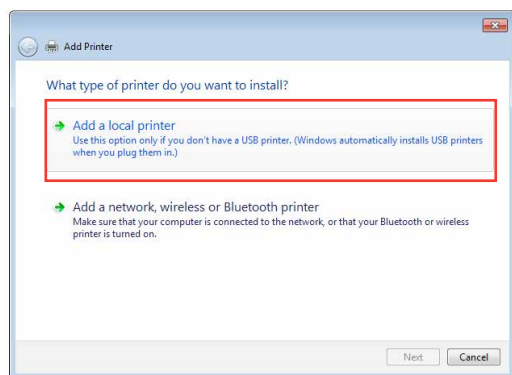 Add Printer
What type of printer do you want to install?
Add a local printer
Use this option only if you don't have a USB printer. (Windows automatically installs USB printers
when you plug them in.)
Add a network, wireless or Bluetooth printer
Make sure that your computer is connected to the network, or that your Bluetooth or wireless
printer is turned on.
Next
Cancel